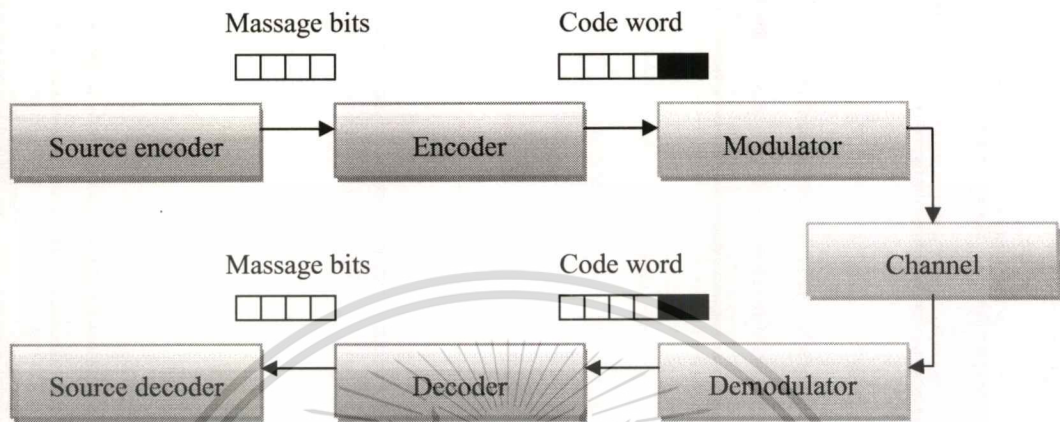 Massage bits
Code word
Source encoder
Encoder
Modulator
Channel
Massage bits
Code word
Source decoder
Decoder
Demodulator